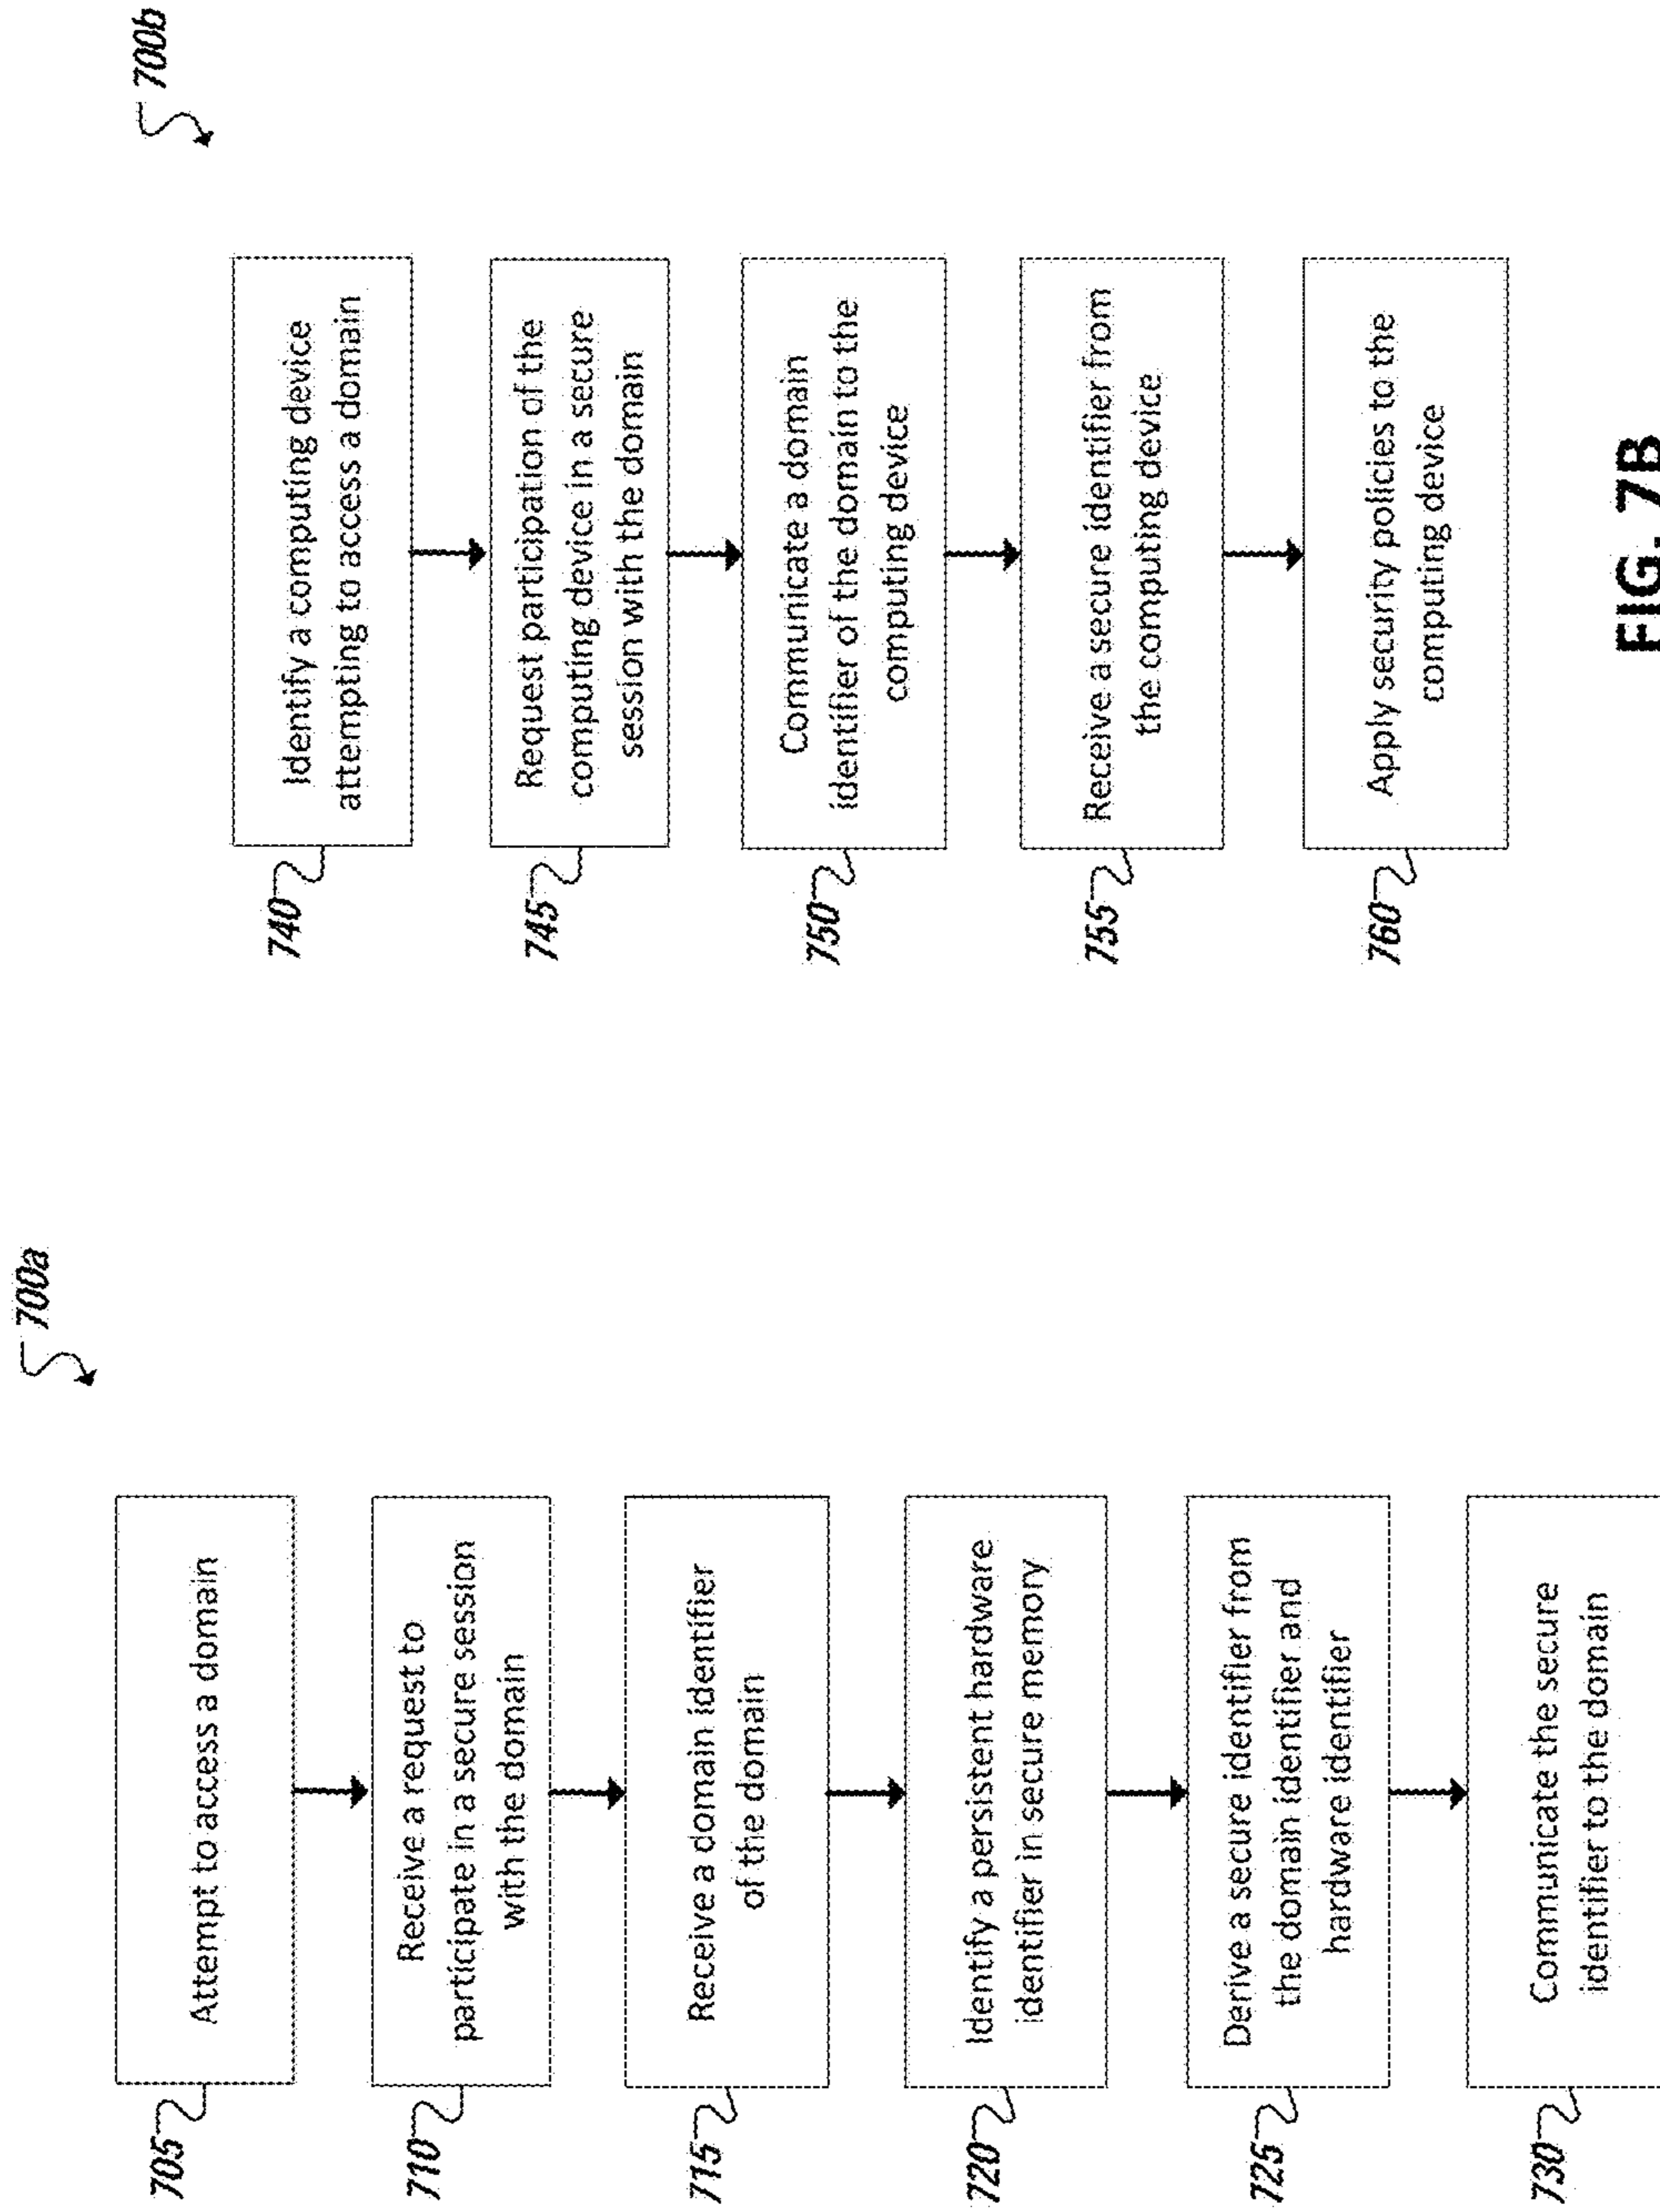 700a
705
Attempt to access a domain
710
Receive a request to
participate in a secure session
with the domain
715
Receive a domain identifier
of the domain
720
Identify a persistent hardware
identifier in secure memory
725
Derive a secure identifier from
the domain identifier and
hardware identifier
730
Communicate the secure
identifier to the domain
700b
740
Identify a computing device
attempting to access a domain
745
Request participation of the
computing device in a secure
session with the domain
750
Communicate a domain
identifier of the domain to the
computing device
755
Receive a secure identifier from
the computing device
760
Apply security policies to the
computing device
FIG. 7B